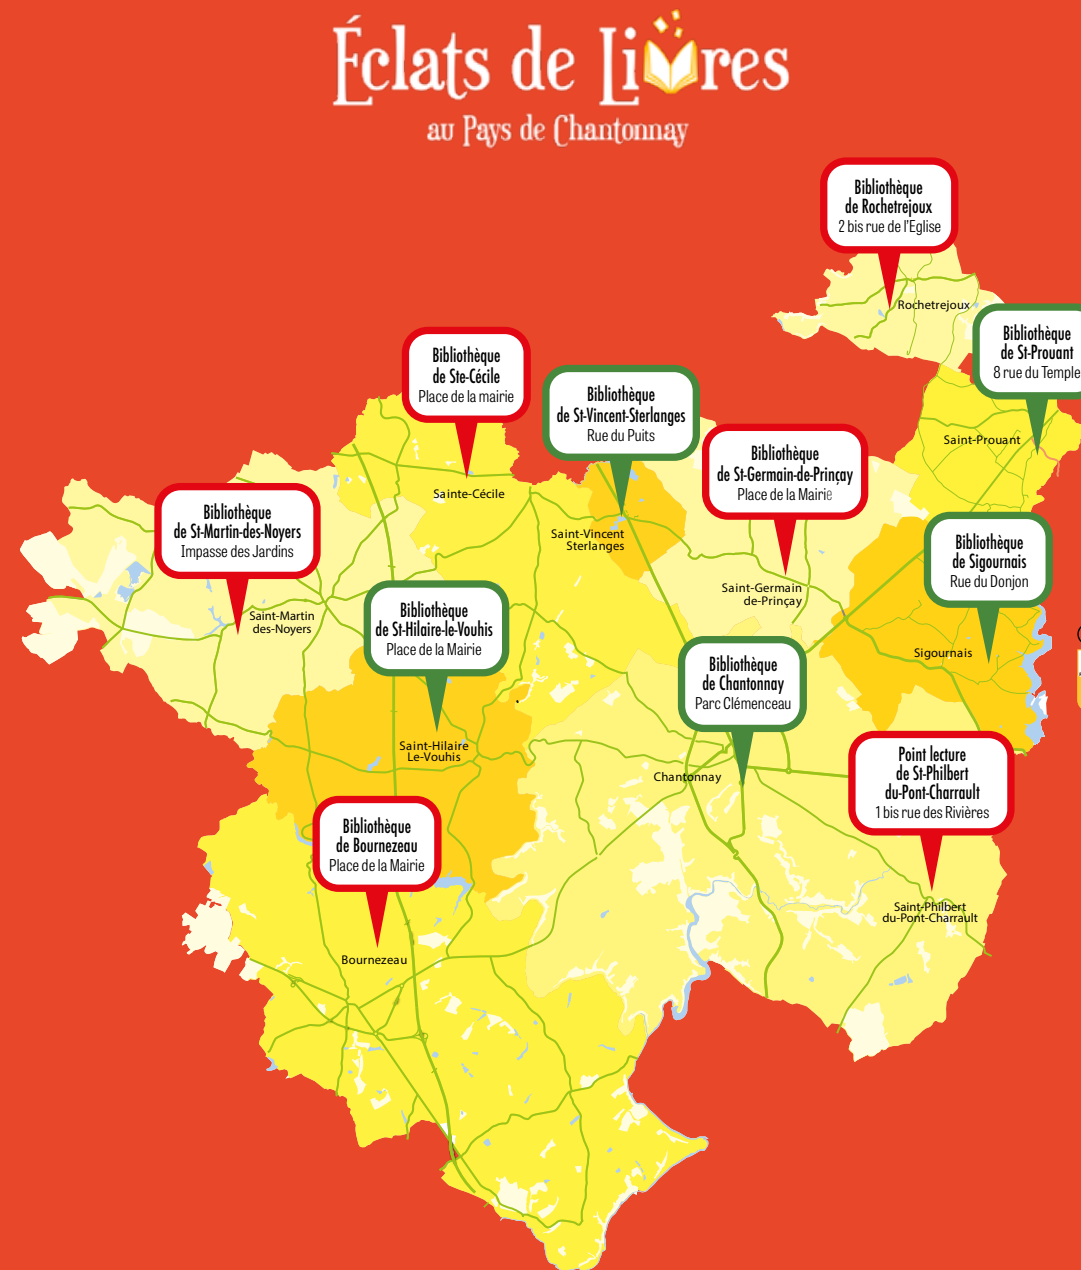 Éclats de Livres
au Pays de Chantonnay
Bibliothèque
de Rochetrejoux
2 bis rue de l'Eglise
Rochetrejoux
Bibliothèque
de St-Prouant
8 rue du Temple
Saint-Prouant
Bibliothèque
de Ste-Cécile
Place de la mairie
Sainte-Cécile
Bibliothèque
de St-Vincent-Sterlanges
Rue du Puits
Saint-Vincent
Sterlanges
Bibliothèque
de St-Germain-de-Prinçay
Place de la Mairie
Saint-Germain
de-Prinçay
Bibliothèque
de St-Martin-des-Noyers
Impasse des Jardins
Saint-Martin
des-Noyers
Bibliothèque
de Sigournais
Rue du Donjon
Sigournais
Bibliothèque
de St-Hilaire-le-Vouhis
Place de la Mairie
Saint-Hilaire
Le-Vouhis
Bibliothèque
de Chantonnay
Parc Clémenceau
Chantonnay
Point lecture
de St-Philbert
du-Pont-Charrault
1 bis rue des Rivières
Saint-Philbert
du-Pont-Charrault
Bibliothèque
de Bournezeau
Place de la Mairie
Bournezeau